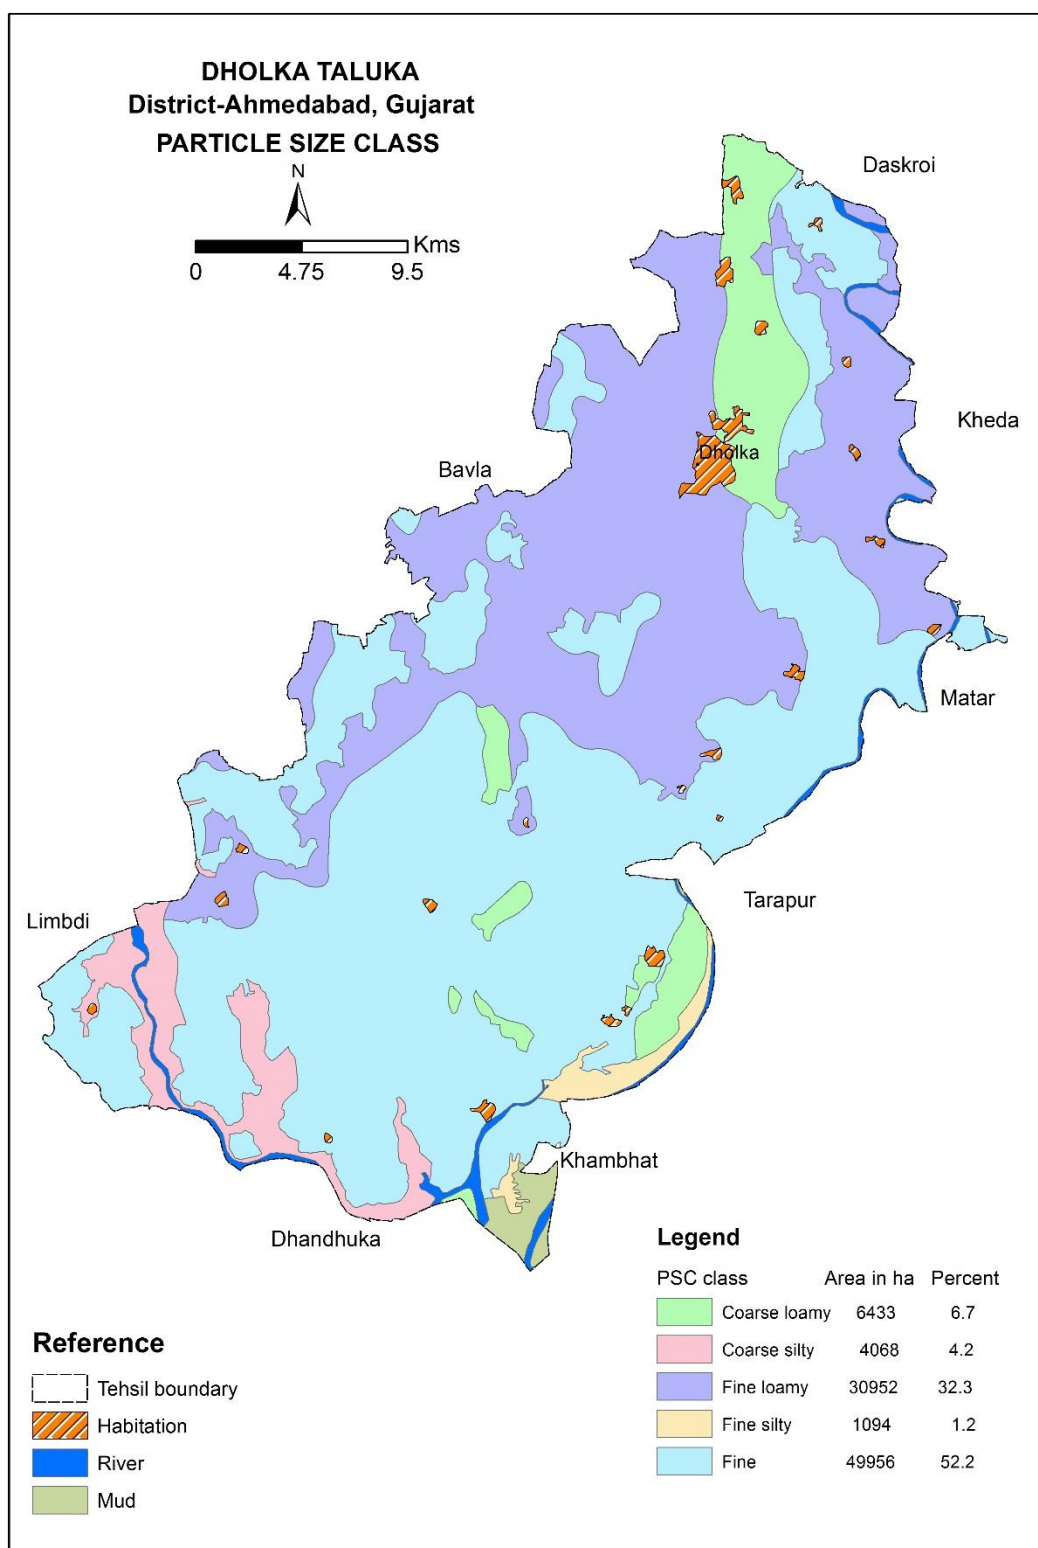 DHOLKA TALUKA
District-Ahmedabad, Gujarat
PARTICLE SIZE CLASS
N
Kms
0 4.75 9.5
Daskroi
Kheda
Dholka
Bavla
Matar
Tarapur
Limbdi
Khambhat
Dhandhuka
Legend
PSC class Area in ha Percent
Coarse loamy 6433 6.7
Coarse silty 4068 4.2
Fine loamy 30952 32.3
Fine silty 1094 1.2
Fine 49956 52.2
Reference
Tehsil boundary
Habitation
River
Mud